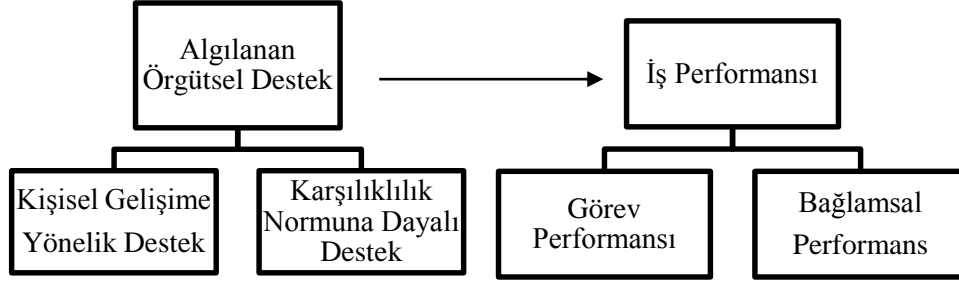 Algılanan
Örgütsel Destek
İş Performansı
Kişisel Gelişime
Yönelik Destek
Karşılıklılık
Normuna Dayalı
Destek
Görev
Performansı
Bağlamsal
Performans